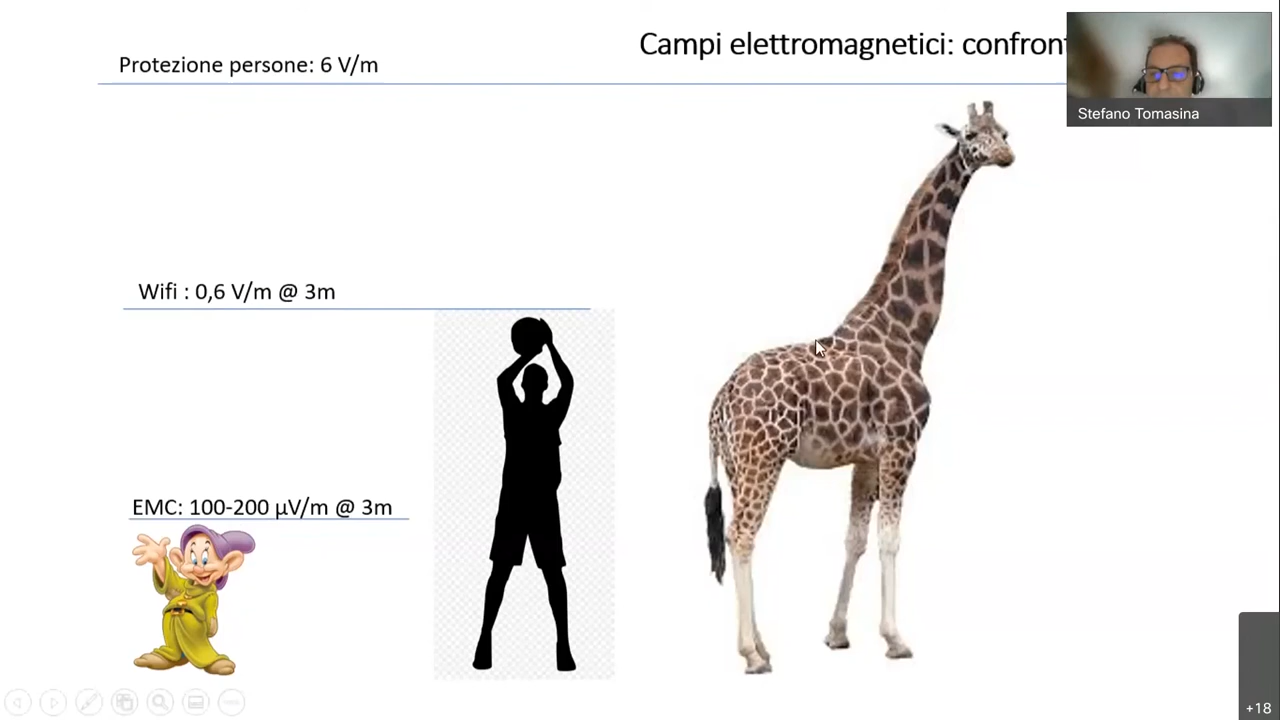 Campi elettromagnetici: confront
Protezione persone: 6 V/m
Stefano Tomasina
Wifi : 0,6 V/m @ 3m
EMC: 100-200 µV/m @ 3m
+18